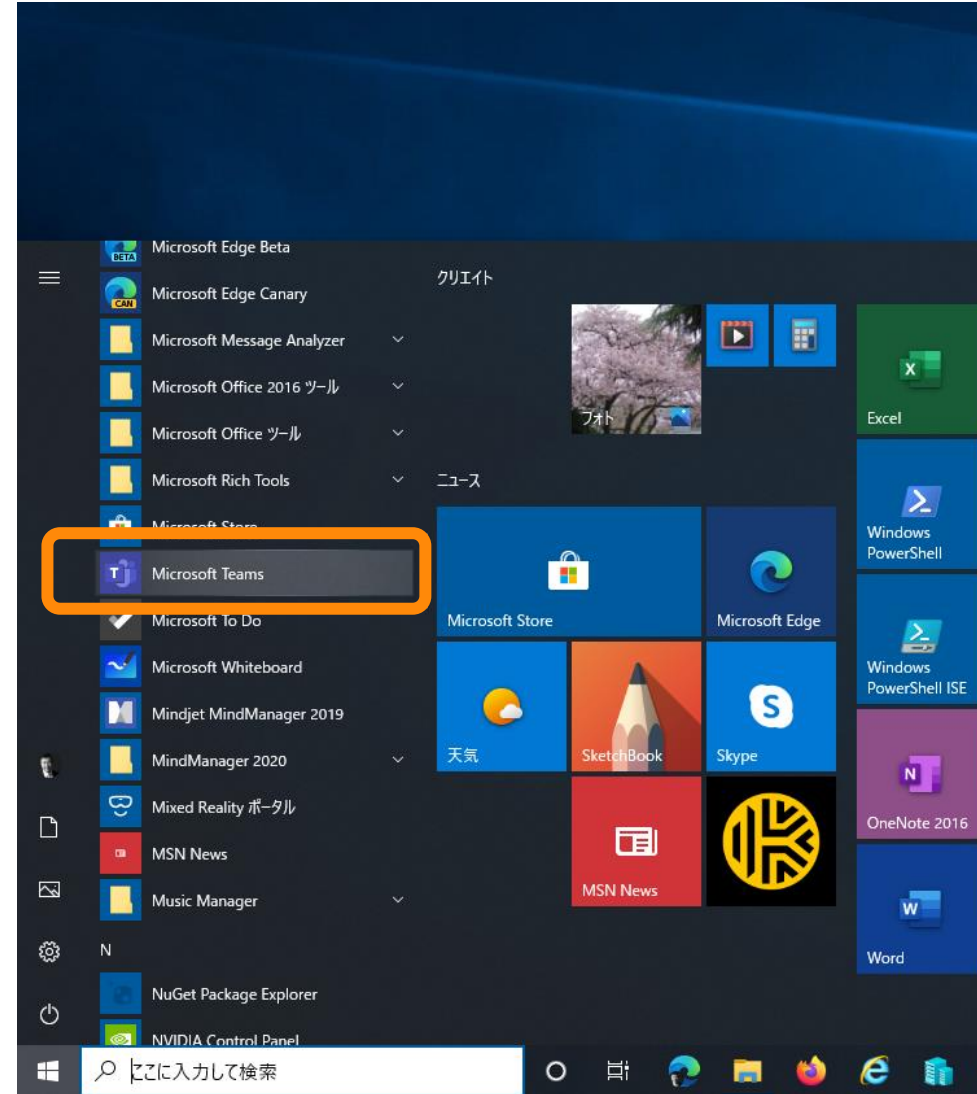 Microsoft Edge Beta
BETA
Microsoft Edge Canary
CAN
Microsoft Message Analyzer
Microsoft Office 2016 ツール
Microsoft Office ツール
Microsoft Rich Tools
Microsoft Store
Microsoft Teams
Microsoft To Do
Microsoft Whiteboard
Mindjet MindManager 2019
MindManager 2020
Mixed Reality ポータル
MSN News
Music Manager
N
NuGet Package Explorer
NVIDIA Control Panel
クリエイト
フォト
Excel
ニュース
Microsoft Store
Microsoft Edge
Windows
PowerShell
天気
SketchBook
Skype
Windows
PowerShell ISE
MSN News
OneNote 2016
Word
ここに入力して検索